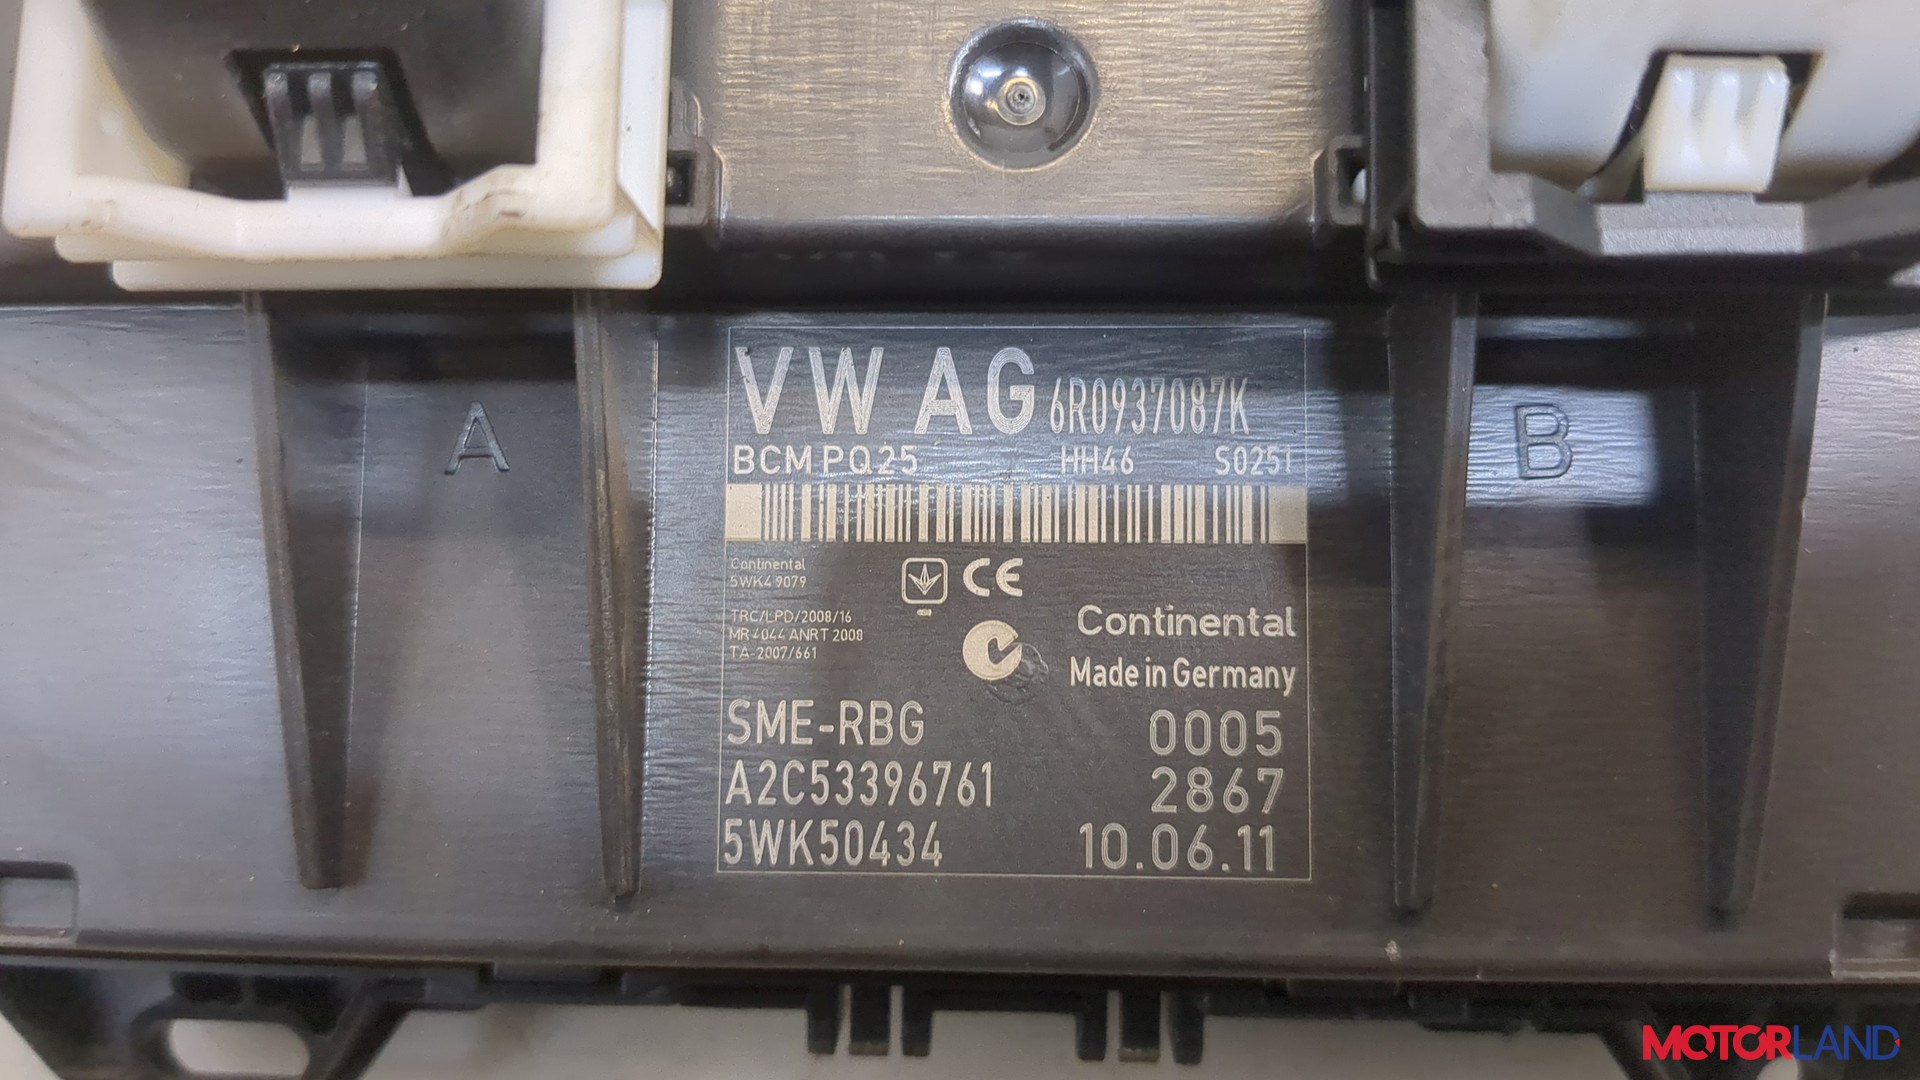 VW AG 6R0937087K
A
B
BCM PQ25 HH46 S0251
Continental
5WK4 9079
CE
TRC/LPD/2008/16
MR 4044 ANRT 2008
TA-2007/661
Continental
Made in Germany
SME-RBG 0005
A2C53396761 2867
5WK50434 10.06.11
MOTORLAND